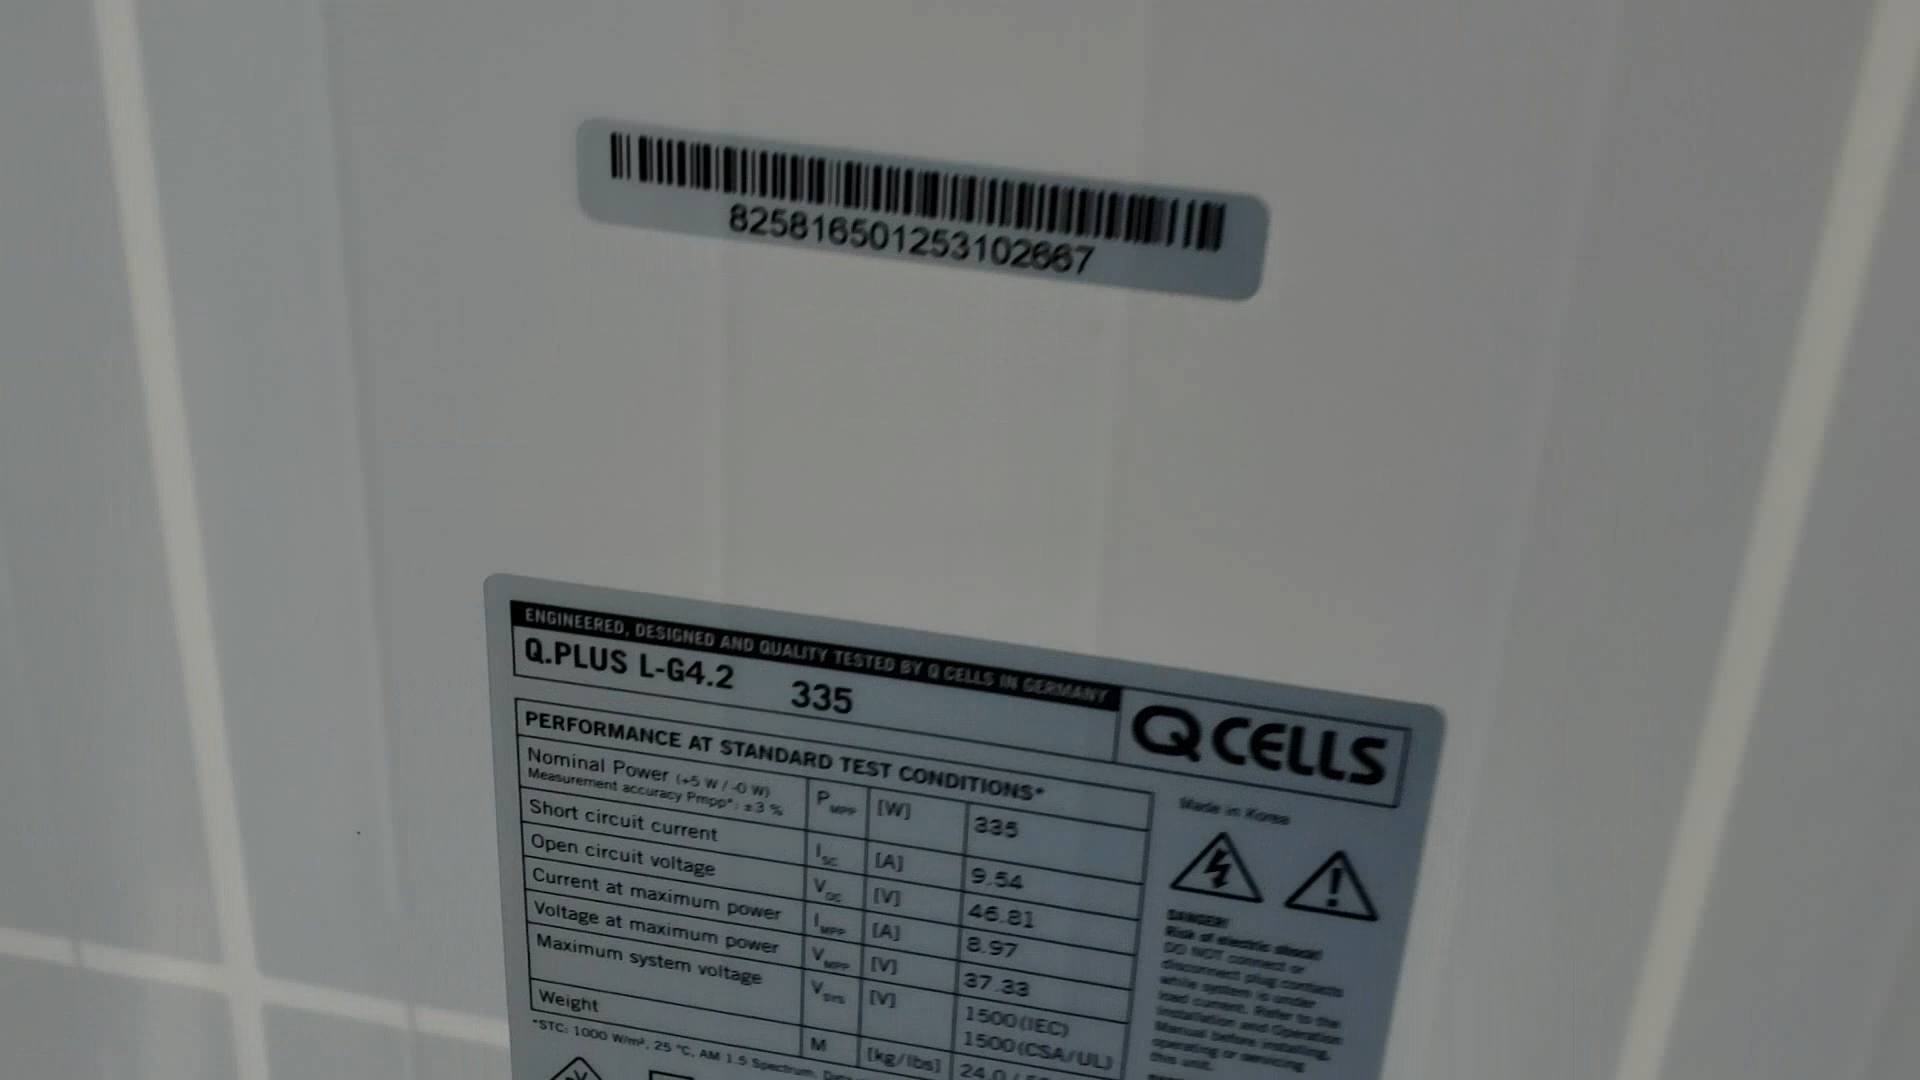 825816501253102667
ENGINEERED, DESIGNED AND QUALITY TESTED BY Q CELLS IN GERMANY
Q.PLUS L-G4.2 335
Q CELLS
PERFORMANCE AT STANDARD TEST CONDITIONS*
Nominal Power (+5 W / -0 W)
Measurement accuracy Pmpp*: ±3 % PMPP [W] 335
Short circuit current ISC [A] 9.54
Open circuit voltage VOC [V] 46.81
Current at maximum power IMPP [A] 8.97
Voltage at maximum power VMPP [V] 37.33
Maximum system voltage VSYS [V] 1500(IEC)
1500(CSA/UL)
Weight M [kg/lbs] 24.0 /
*STC: 1000 W/m², 25 °C, AM 1.5 Spectrum,
Made in Korea
DANGER!
Risk of electric shock!
DO NOT connect or
disconnect plug contacts
while system is under
load current. Refer to the
Installation and Operation
Manual before installing,
operating or servicing
this unit.